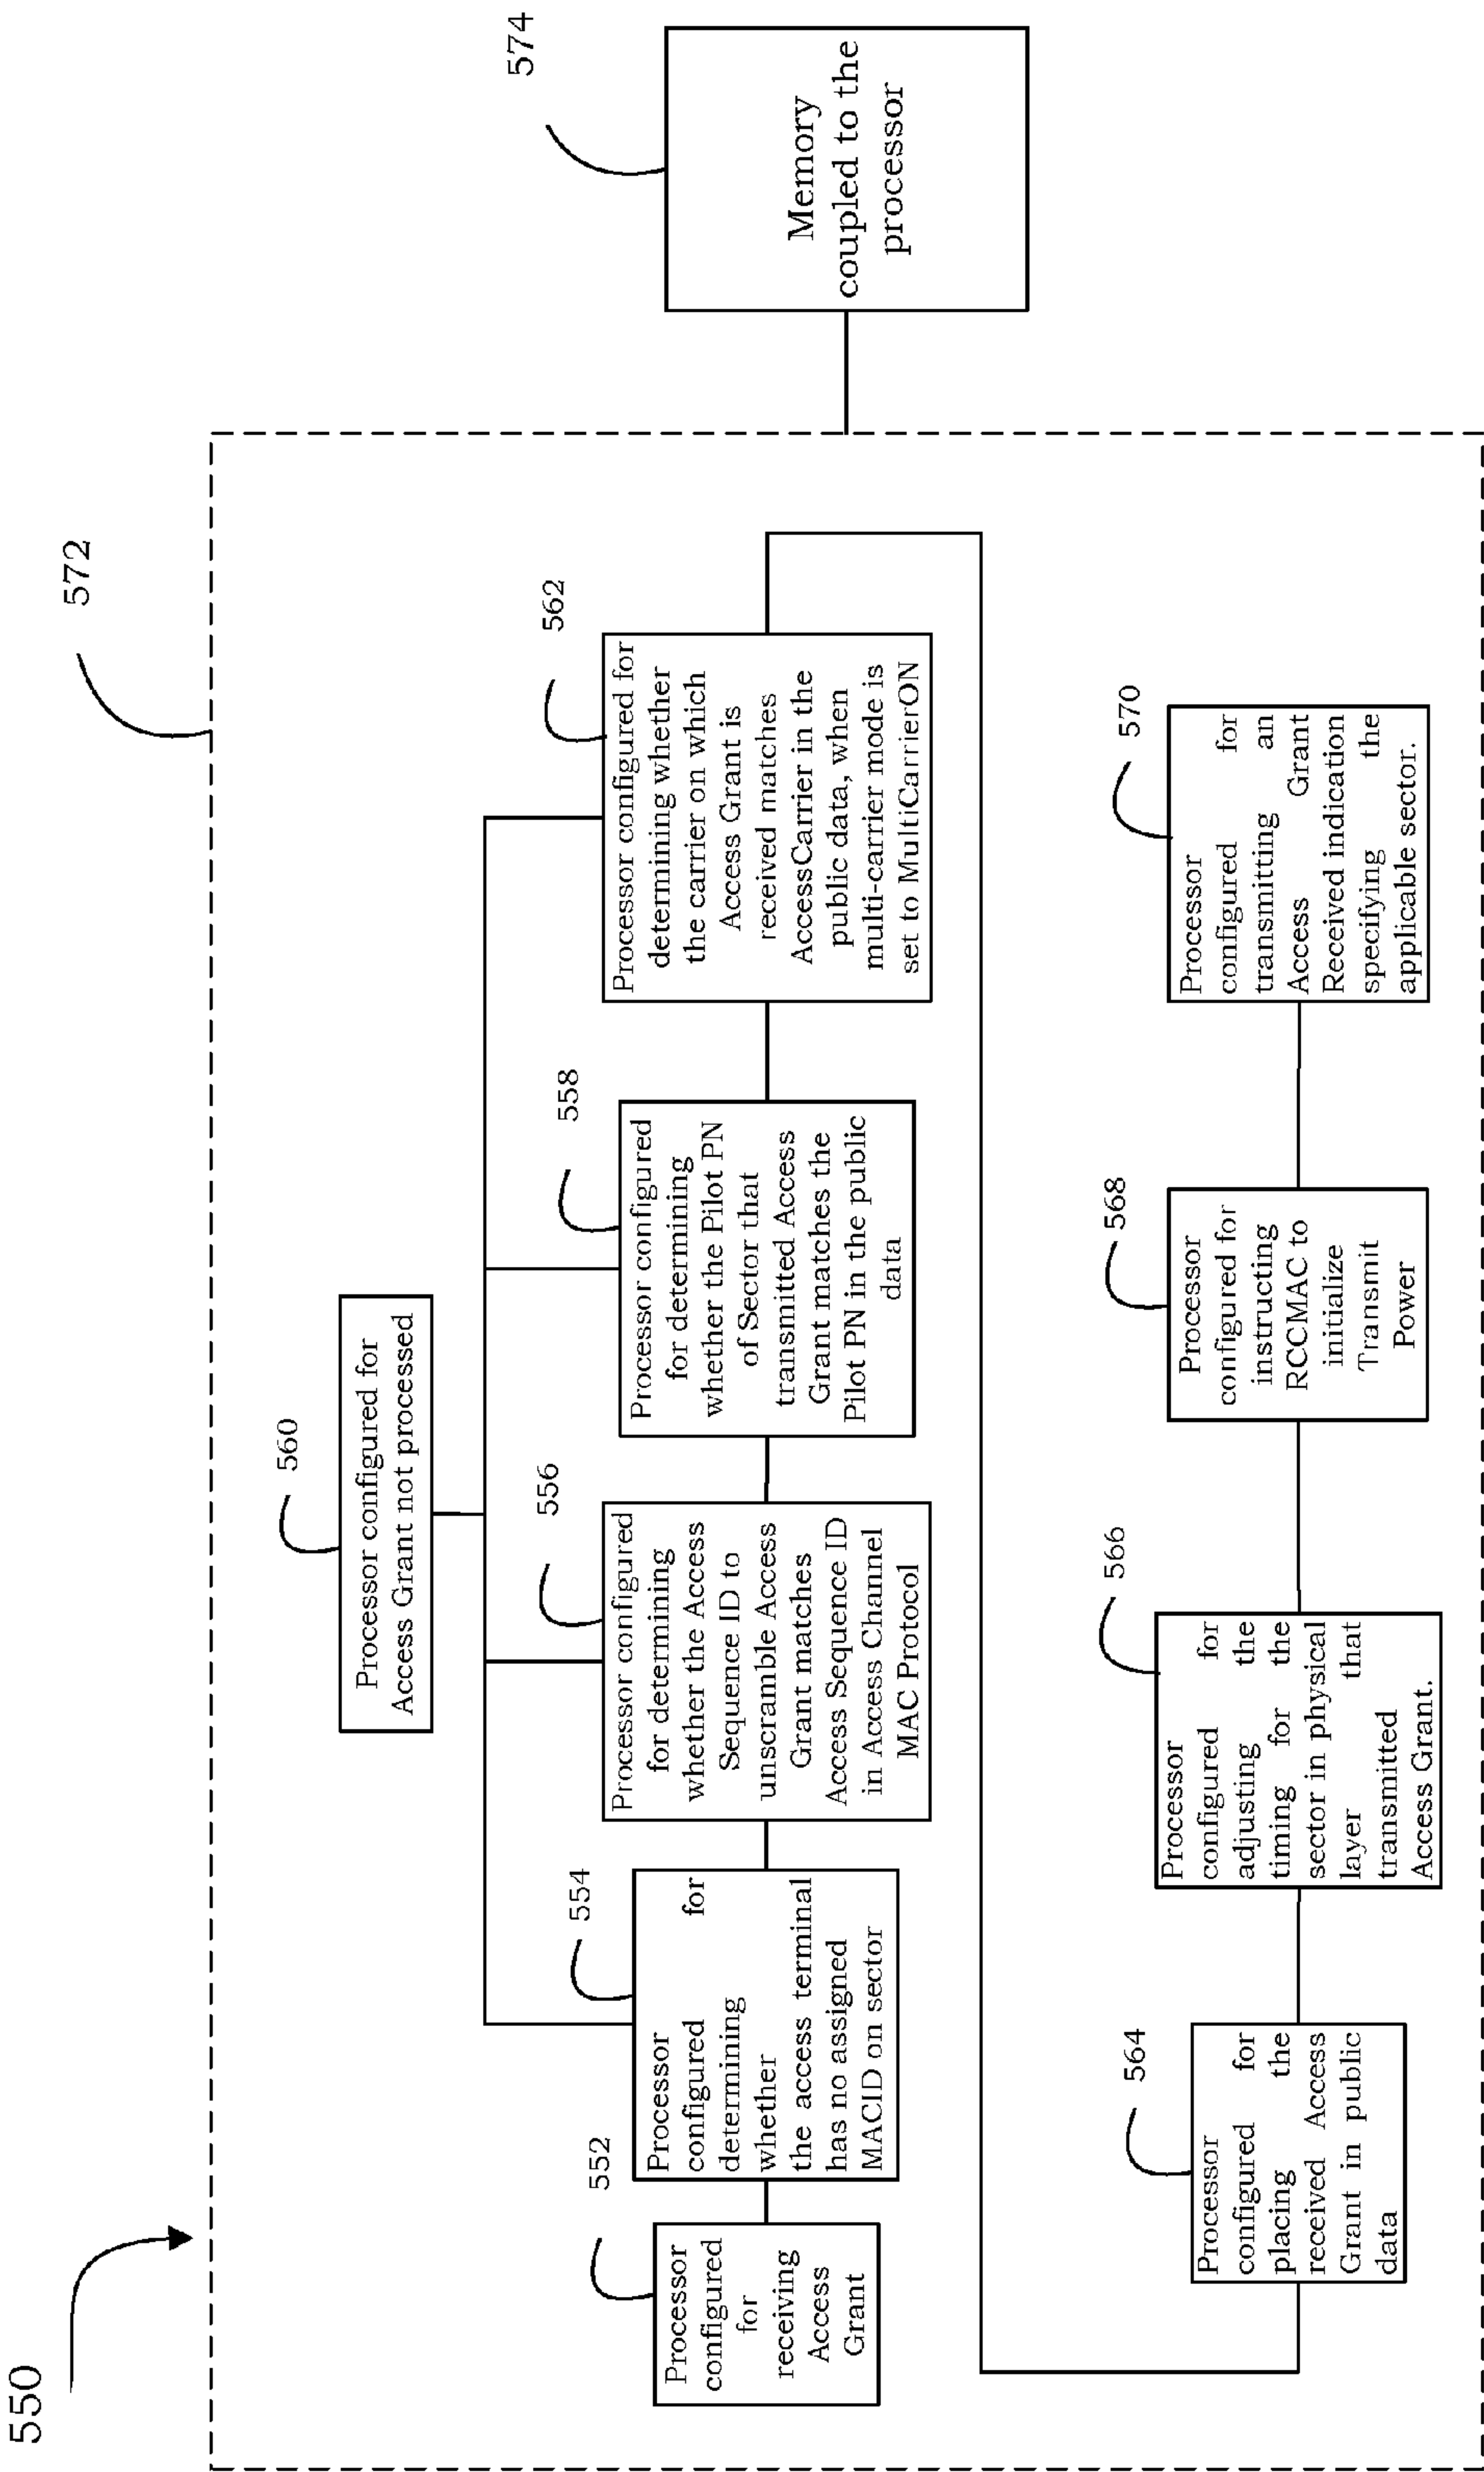 550
572
574
Memory
coupled to the
processor
560
Processor configured for
Access Grant not processed
552
Processor
configured
for
receiving
Access
Grant
554
Processor
configured for
determining
whether
the access terminal
has no assigned
MACID on sector
556
Processor configured
for determining
whether the Access
Sequence ID to
unscramble Access
Grant matches
Access Sequence ID
in Access Channel
MAC Protocol
558
Processor configured
for determining
whether the Pilot PN
of Sector that
transmitted Access
Grant matches the
Pilot PN in the public
data
562
Processor configured for
determining whether
the carrier on which
Access Grant is
received matches
AccessCarrier in the
public data, when
multi-carrier mode is
set to MultiCarrierON
564
Processor
configured for
placing the
received Access
Grant in public
data
566
Processor
configured for
adjusting the
timing for the
sector in physical
layer that
transmitted
Access Grant.
568
Processor
configured for
instructing
RCCMAC to
initialize
Transmit
Power
570
Processor
configured for
transmitting an
Access Grant
Received indication
specifying the
applicable sector.